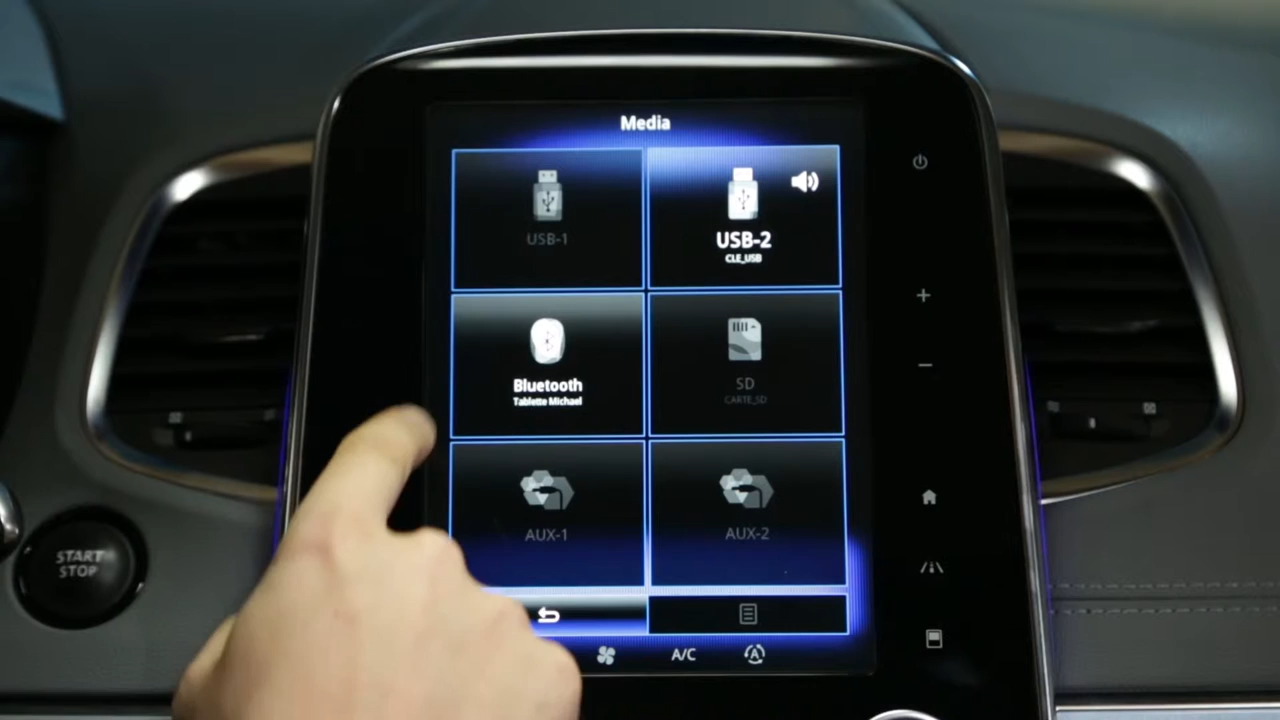 Media
USB-1
USB-2
CLE_USB
Bluetooth
Tablette Michael
SD
CARTE_SD
AUX-1
AUX-2
A/C
A
START
STOP